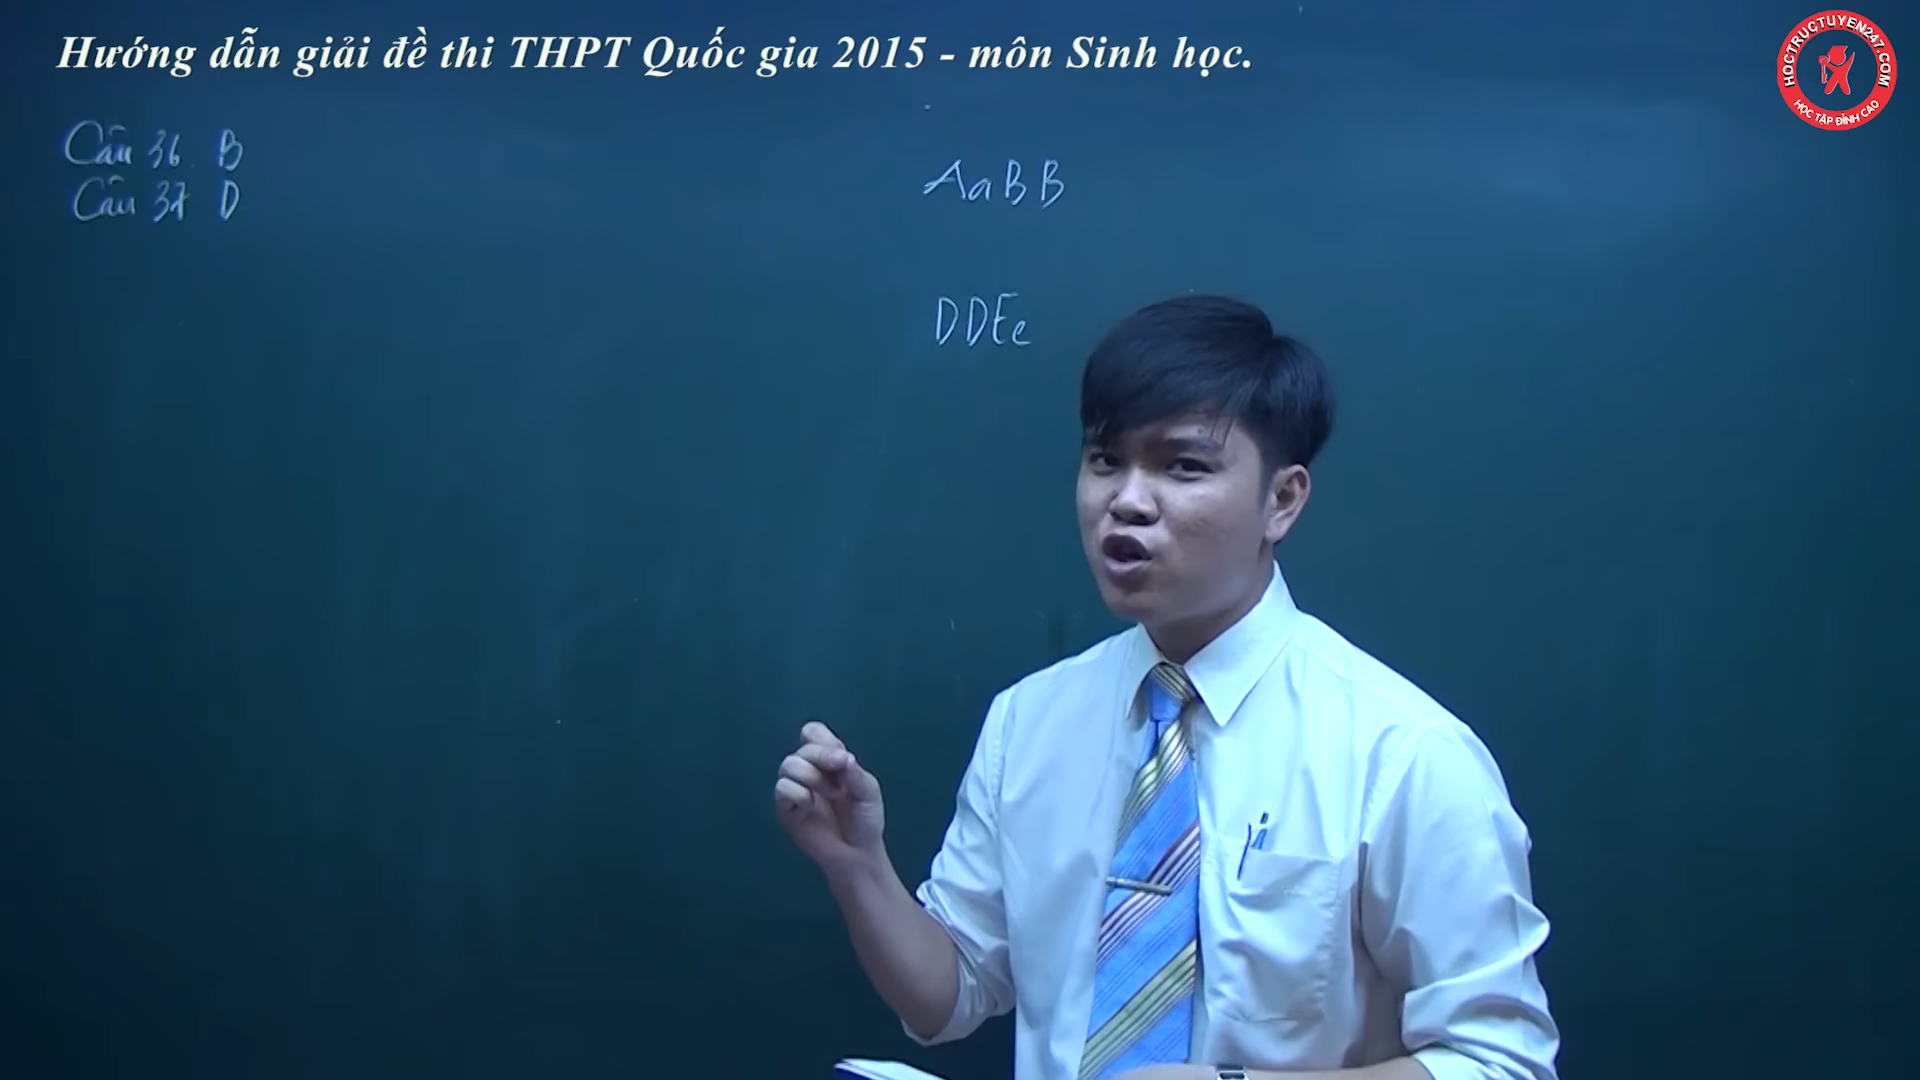 Hướng dẫn giải đề thi THPT Quốc gia 2015 - môn Sinh học.
HOCTRUCTUYEN247.COM
HỌC TẬP ĐỈNH CAO
Câu 36 B
Câu 37 D
AaBB
DDEe